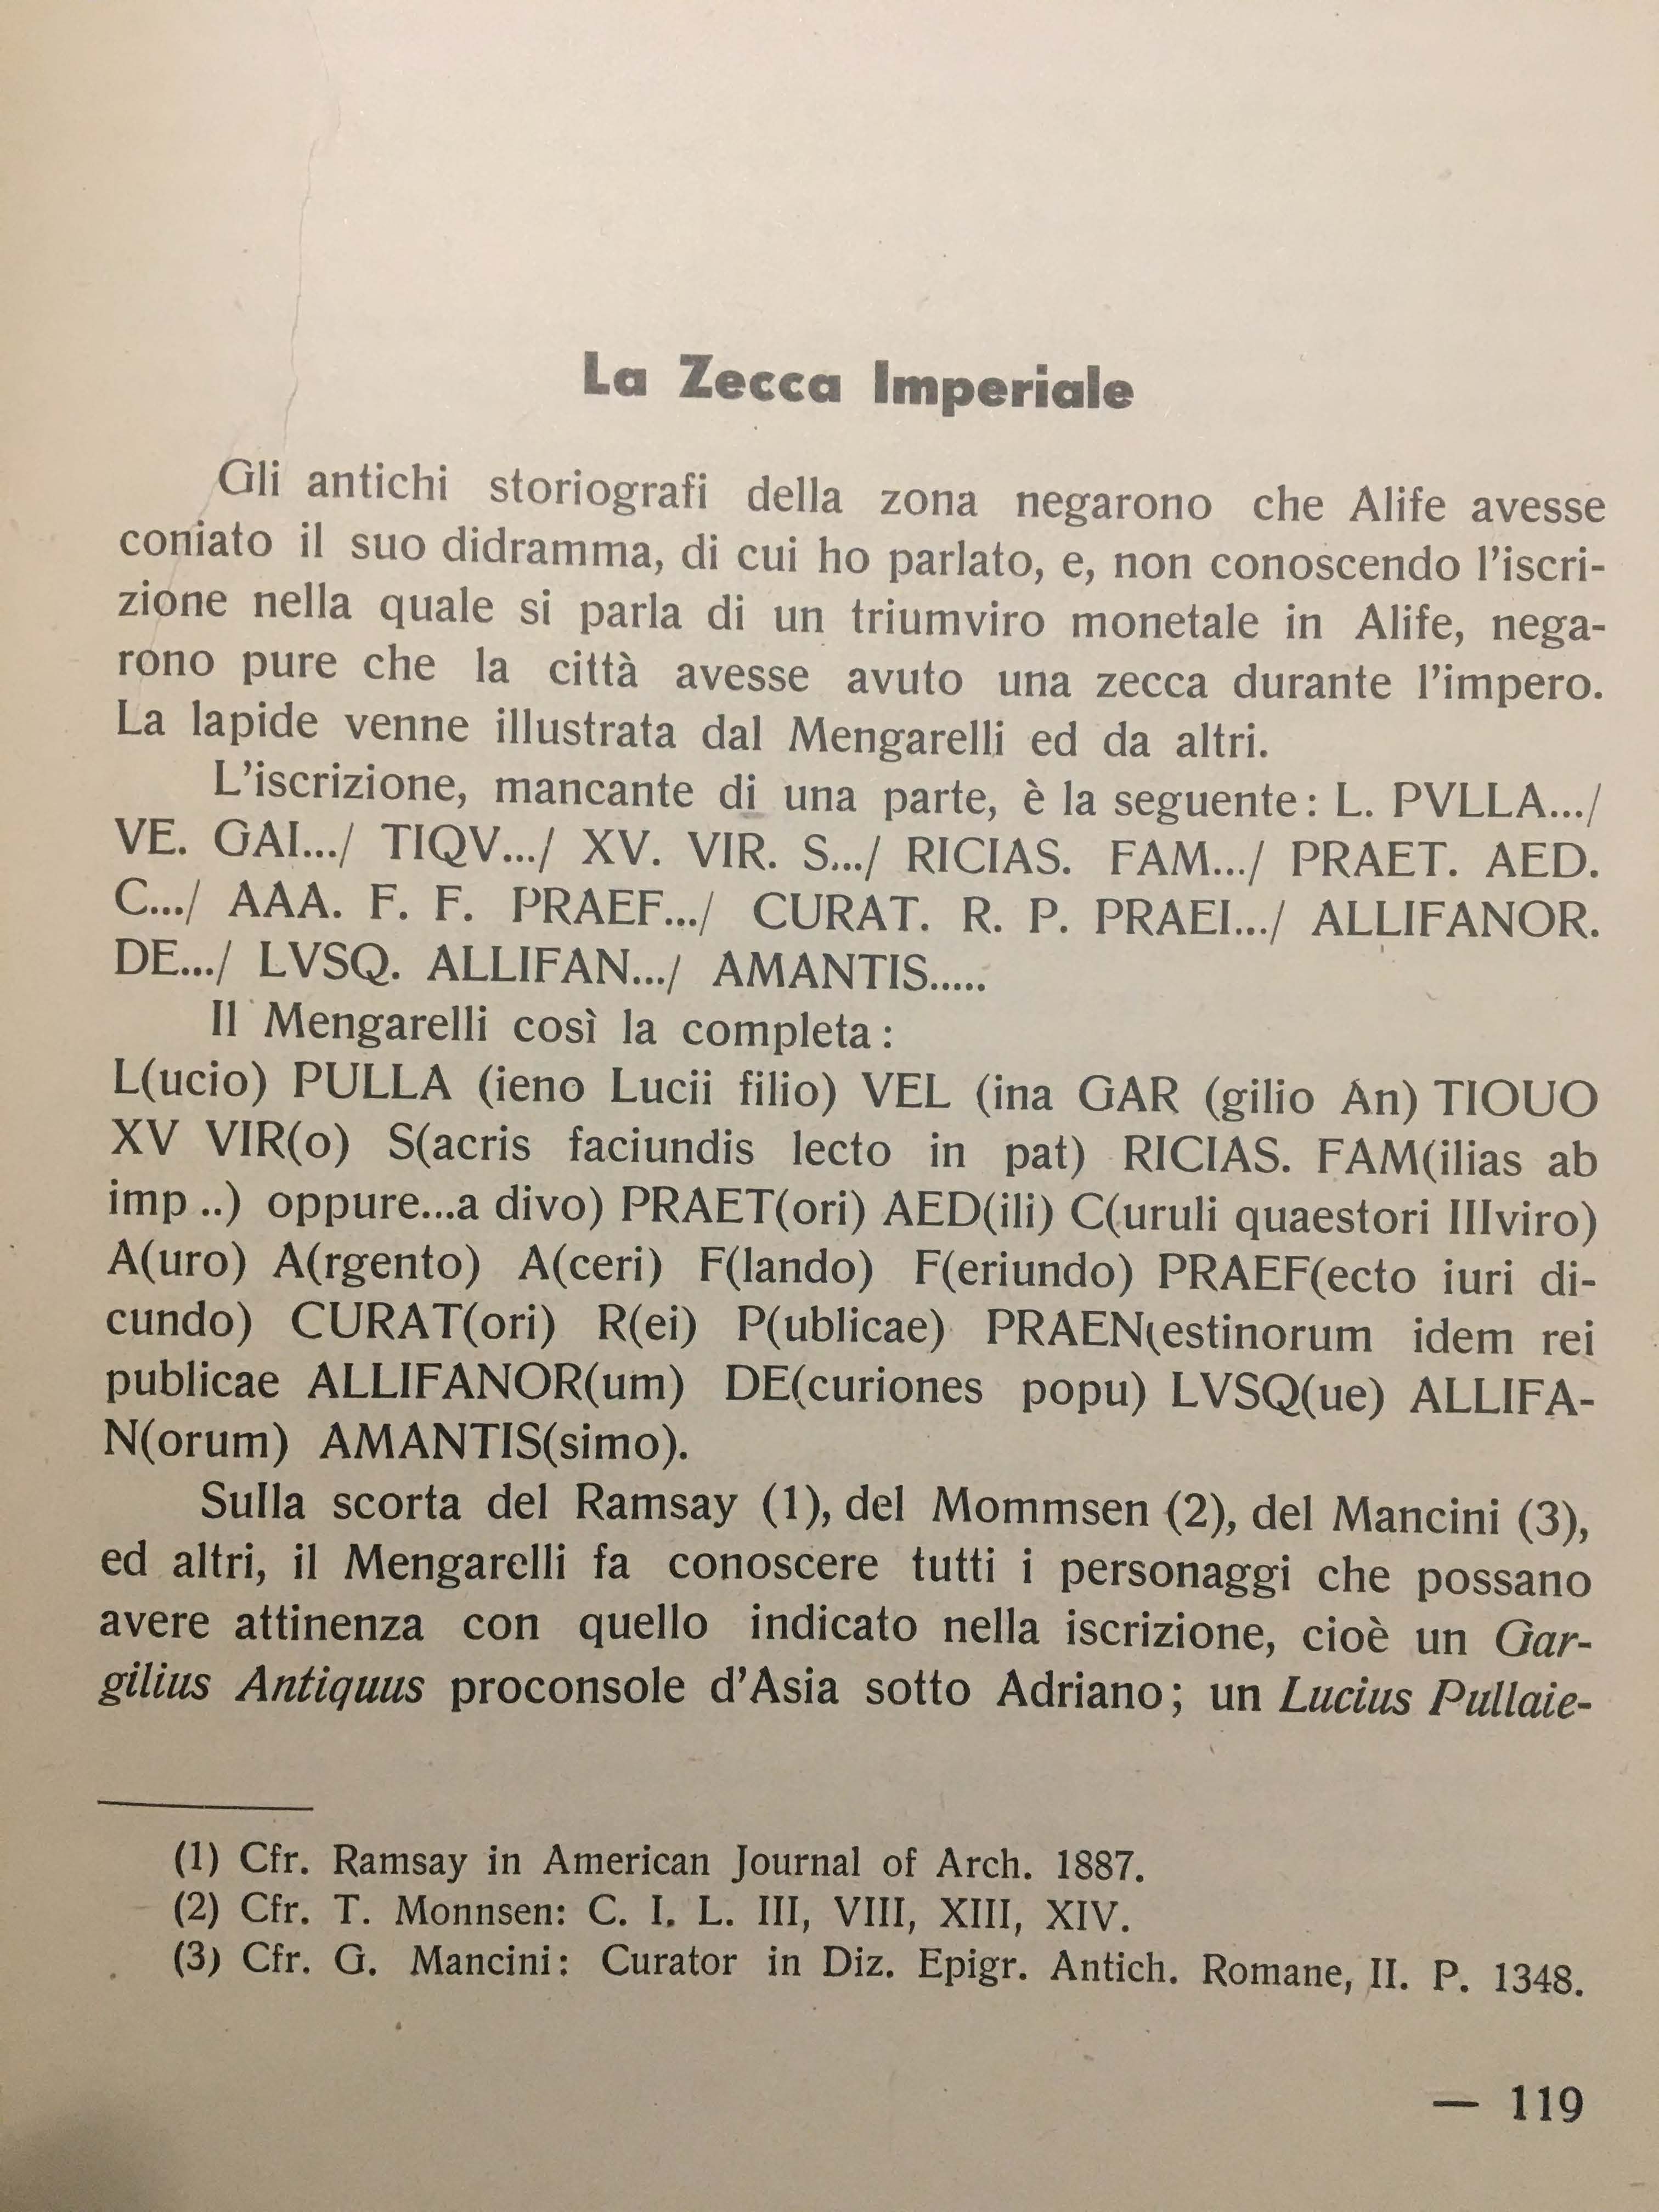 La Zecca Imperiale
Gli antichi storiografi della zona negarono che Alife avesse
coniato il suo didramma, di cui ho parlato, e, non conoscendo l'iscri-
zione nella quale si parla di un triumviro monetale in Alife, nega-
rono pure che la città avesse avuto una zecca durante l'impero.
La lapide venne illustrata dal Mengarelli ed da altri.
L'iscrizione, mancante di una parte, è la seguente: L. PVLLA.../
VE. GAI.../ TIQV.../ XV. VIR. S.../ RICIAS. FAM.../ PRAET. AED.
C.../ AAA. F. F. PRAEF.../ CURAT. R. P. PRAEI.../ ALLIFANOR.
DE.../ LVSQ. ALLIFAN.../ AMANTIS.....
Il Mengarelli così la completa:
L(ucio) PULLA (ieno Lucii filio) VEL (ina GAR (gilio An) TIOUO
XV VIR(o) S(acris faciundis lecto in pat) RICIAS. FAM(ilias ab
imp ..) oppure...a divo) PRAET(ori) AED(ili) C(uruli quaestori IIIviro)
A(uro) A(rgento) A(ceri) F(lando) F(eriundo) PRAEF(ecto iuri di-
cundo) CURAT(ori) R(ei) P(ublicae) PRAEN(estinorum idem rei
publicae ALLIFANOR(um) DE(curiones popu) LVSQ(ue) ALLIFA-
N(orum) AMANTIS(simo).
Sulla scorta del Ramsay (1), del Mommsen (2), del Mancini (3),
ed altri, il Mengarelli fa conoscere tutti i personaggi che possano
avere attinenza con quello indicato nella iscrizione, cioè un Gar-
gilius Antiquus proconsole d'Asia sotto Adriano; un Lucius Pullaie-
(1) Cfr. Ramsay in American Journal of Arch. 1887.
(2) Cfr. T. Monnsen: C. I. L. III, VIII, XIII, XIV.
(3) Cfr. G. Mancini: Curator in Diz. Epigr. Antich. Romane, II. P. 1348.
— 119